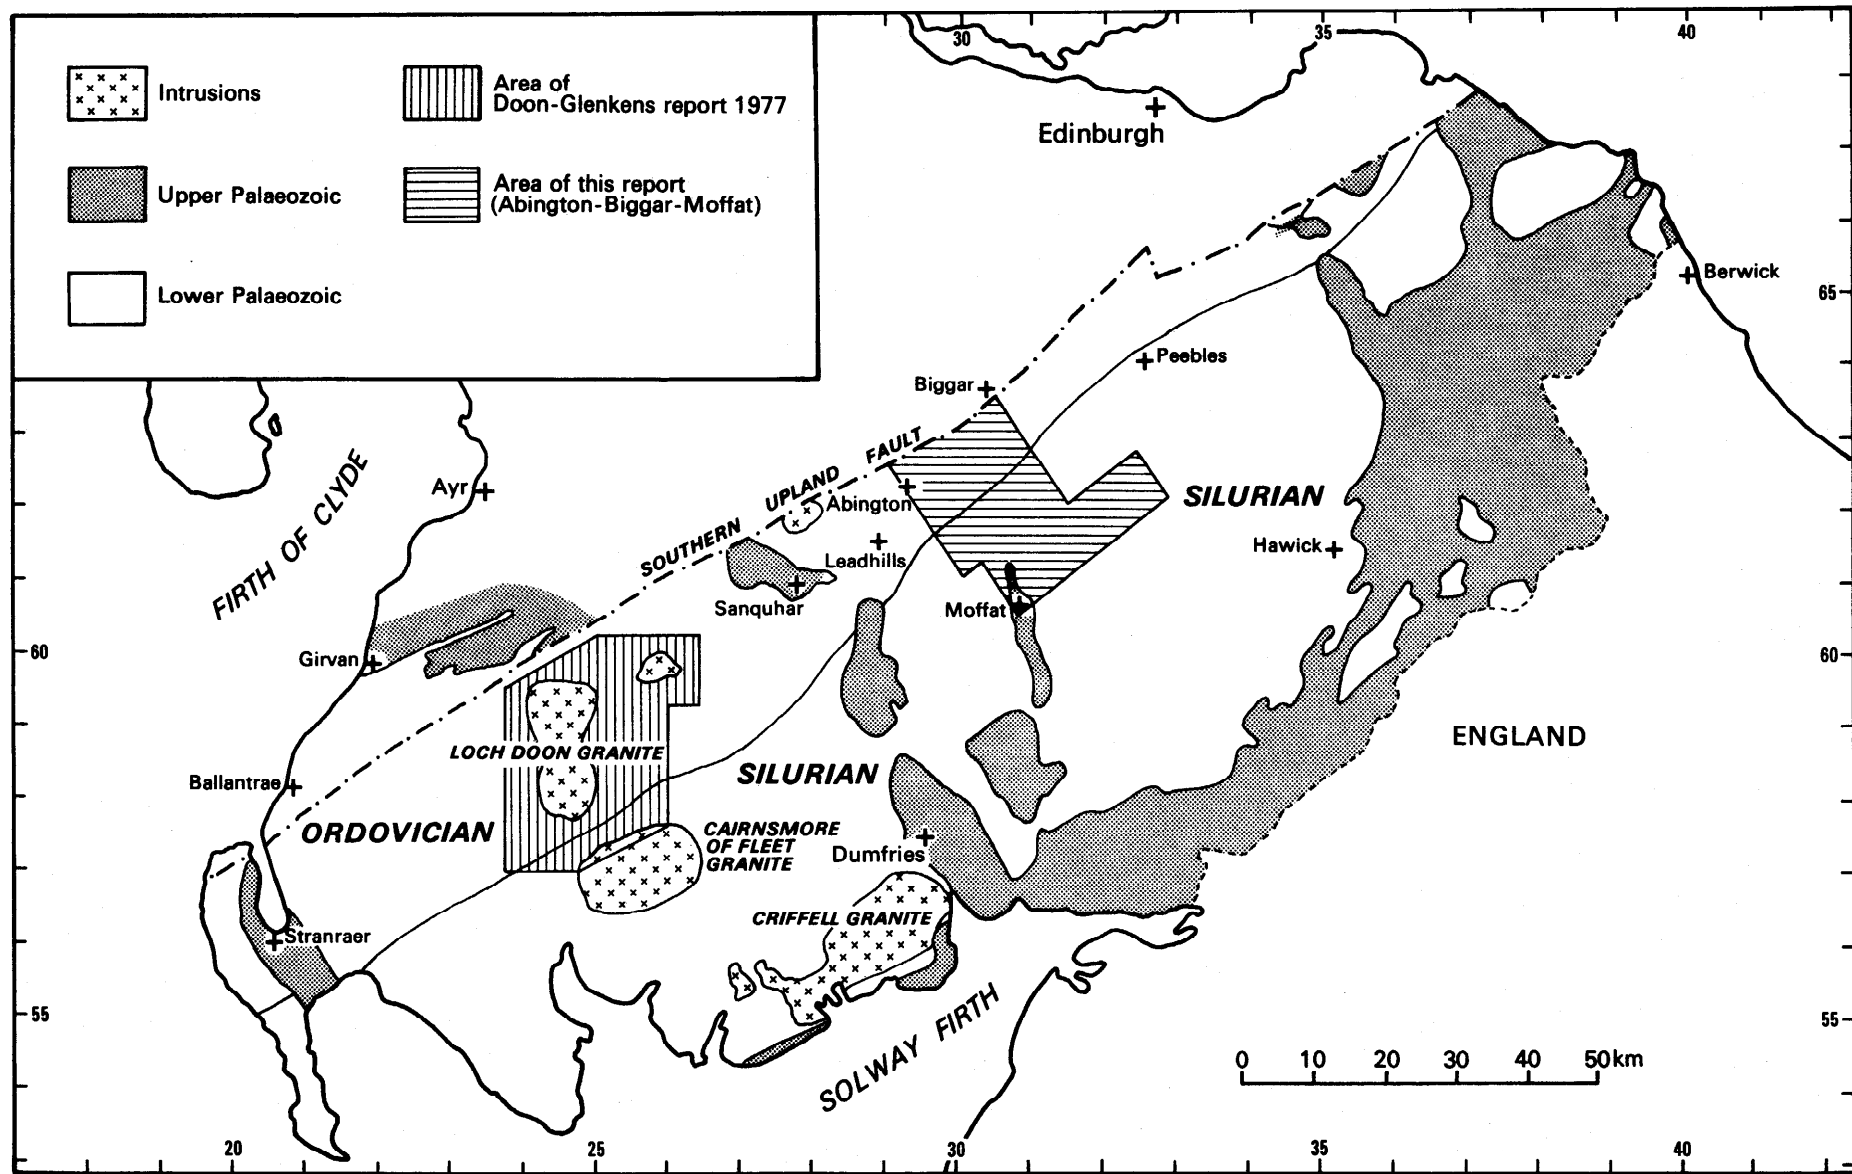 Intrusions
Area of
Doon-Glenkens report 1977
Upper Palaeozoic
Area of this report
(Abington-Biggar-Moffat)
Lower Palaeozoic
30
35
40
Edinburgh
Berwick
65
Peebles
Biggar
SOUTHERN UPLAND FAULT
Ayr
Abington
SILURIAN
FIRTH OF CLYDE
Hawick
Leadhills
Sanquhar
Moffat
60
Girvan
60
ENGLAND
LOCH DOON GRANITE
SILURIAN
Ballantrae
ORDOVICIAN
CAIRNSMORE
OF FLEET
GRANITE
Dumfries
CRIFFELL GRANITE
Stranraer
55
SOLWAY FIRTH
55
0 10 20 30 40 50km
20
25
30
35
40